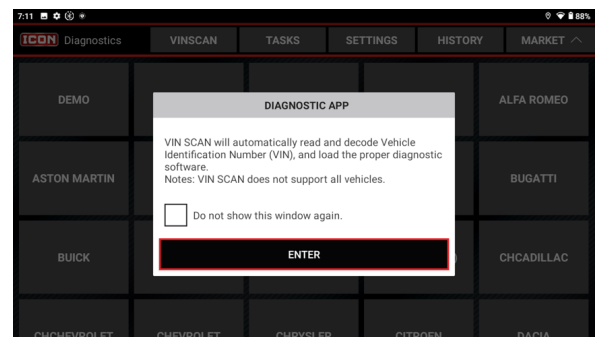 7:11 88%
ICON Diagnostics VINSCAN TASKS SETTINGS HISTORY MARKET
DEMO ALFA ROMEO
DIAGNOSTIC APP
VIN SCAN will automatically read and decode Vehicle
Identification Number (VIN), and load the proper diagnostic
software.
Notes: VIN SCAN does not support all vehicles.
ASTON MARTIN BUGATTI
Do not show this window again.
ENTER
BUICK ) CHCADILLAC
CHCHEVROLET CHEVROLET CHRYSLER CITROEN DACIA